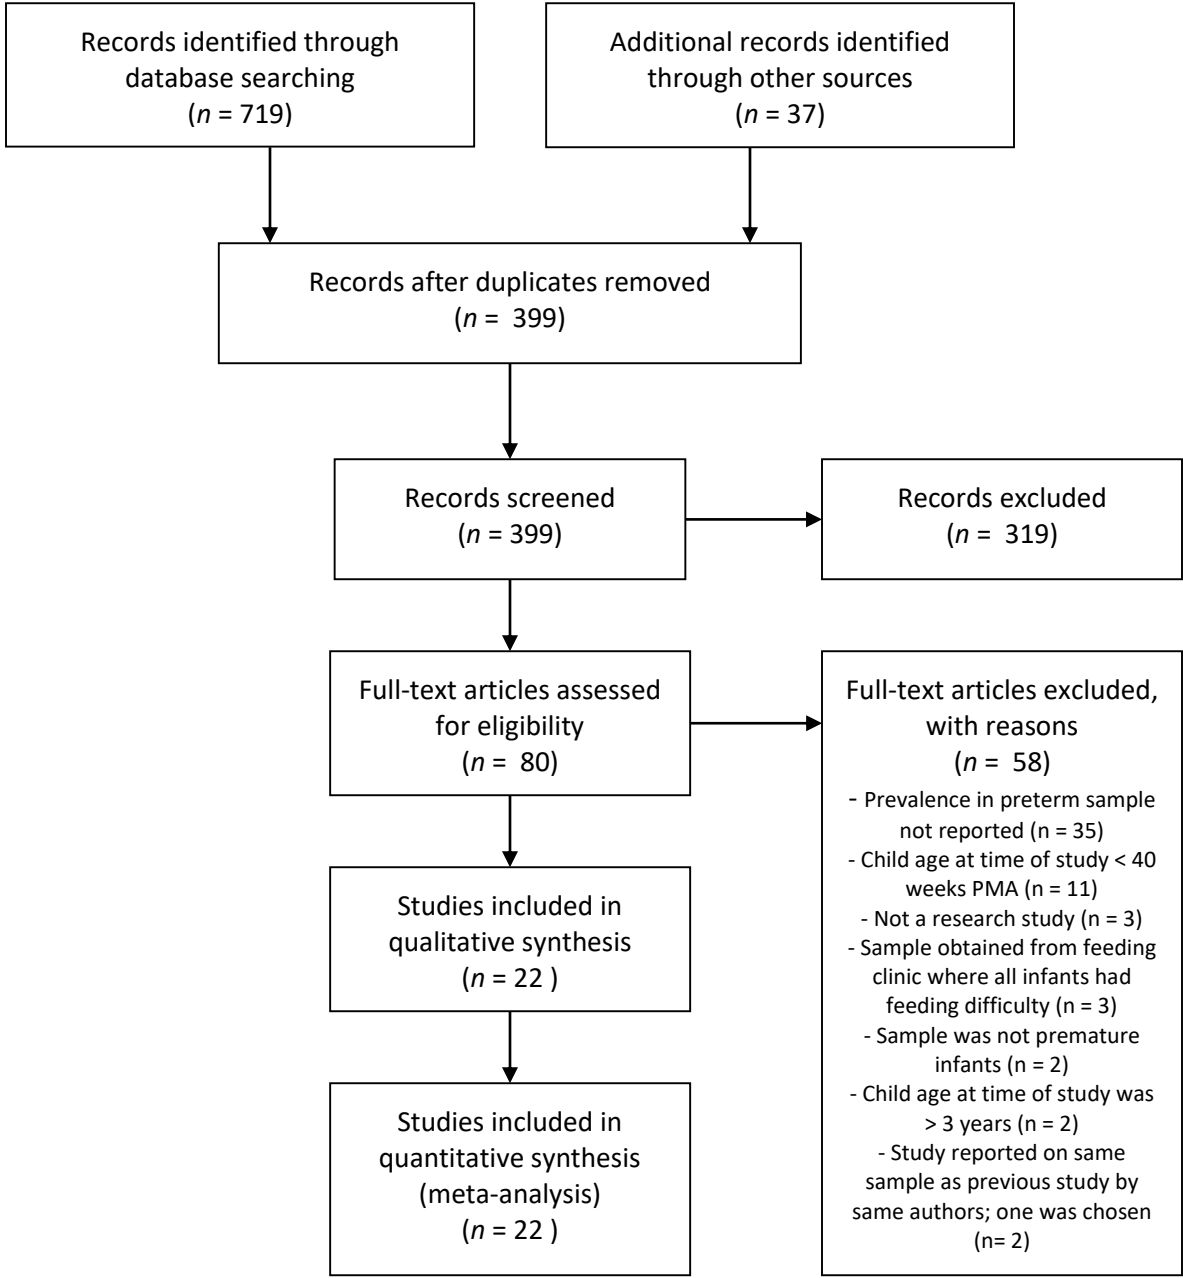 Records identified through
database searching
(n = 719)
Additional records identified
through other sources
(n = 37)
Records after duplicates removed
(n = 399)
Records screened
(n = 399)
Records excluded
(n = 319)
Full-text articles assessed
for eligibility
(n = 80)
Full-text articles excluded,
with reasons
(n = 58)
- Prevalence in preterm sample
not reported (n = 35)
- Child age at time of study < 40
weeks PMA (n = 11)
- Not a research study (n = 3)
- Sample obtained from feeding
clinic where all infants had
feeding difficulty (n = 3)
- Sample was not premature
infants (n = 2)
- Child age at time of study was
> 3 years (n = 2)
- Study reported on same
sample as previous study by
same authors; one was chosen
(n= 2)
Studies included in
qualitative synthesis
(n = 22 )
Studies included in
quantitative synthesis
(meta-analysis)
(n = 22 )